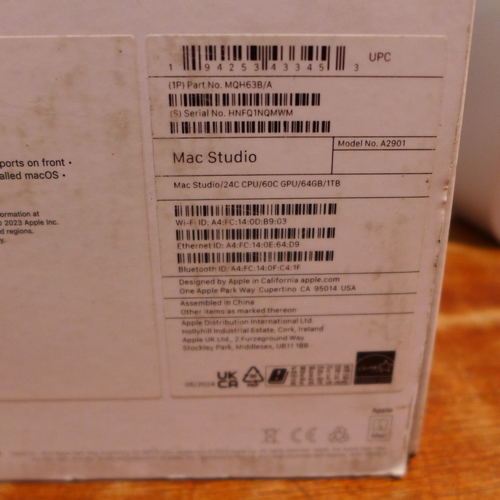 ports on front •
alled macOS •
formation at
2023 Apple Inc.
d regions.
y.
UPC
1 94253 43345 3
(1P) Part No. MQH63B/A
(S) Serial No. HNFQ1NQMWM
Mac Studio
Model No. A2901
Mac Studio/24C CPU/60C GPU/64GB/1TB
Wi-Fi ID: A4:FC:14:0D:B9:03
Ethernet ID: A4:FC:14:0E:64:D9
Bluetooth ID: A4:FC:14:0F:C4:1F
Designed by Apple in California apple.com
One Apple Park Way Cupertino CA 95014 USA
Assembled in China
Other items as marked thereon
Apple Distribution International Ltd.
Hollyhill Industrial Estate, Cork, Ireland
Apple UK Ltd., 2 Furzeground Way
Stockley Park, Middlesex, UB11 1BB
UK
CA
CE
Apple